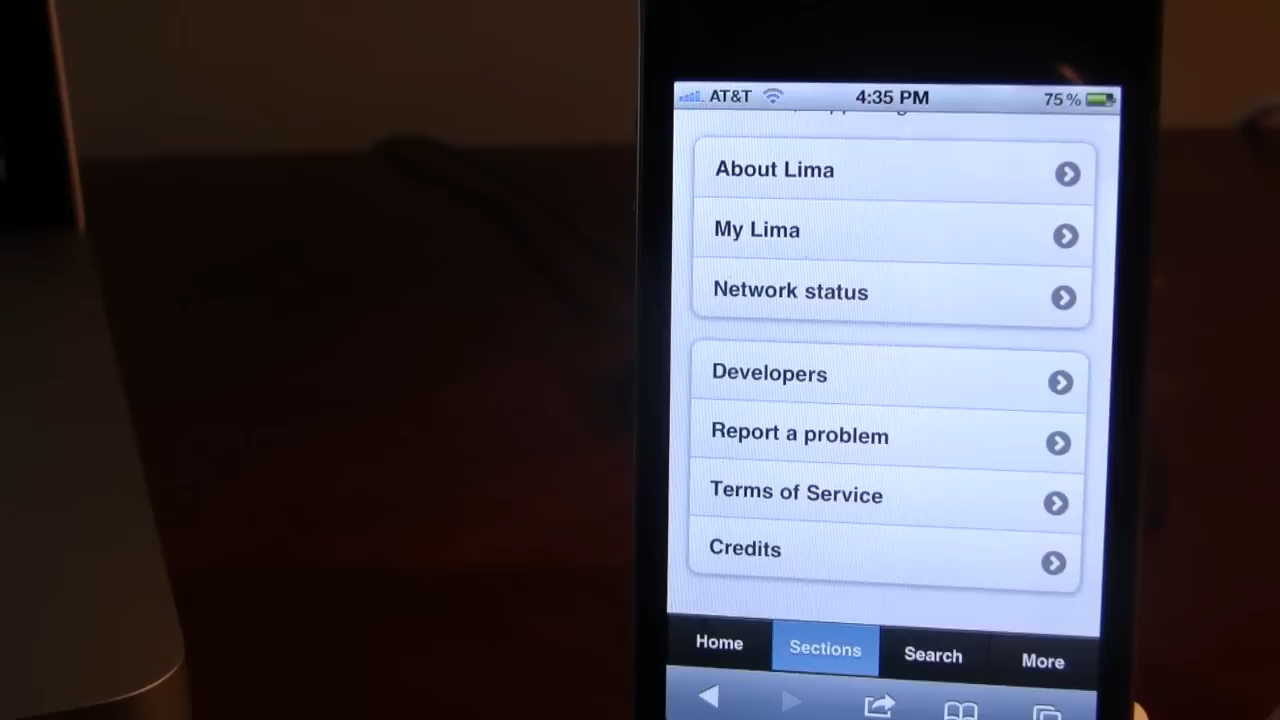 AT&T 4:35 PM 75%
About Lima
My Lima
Network status
Developers
Report a problem
Terms of Service
Credits
Home Sections Search More